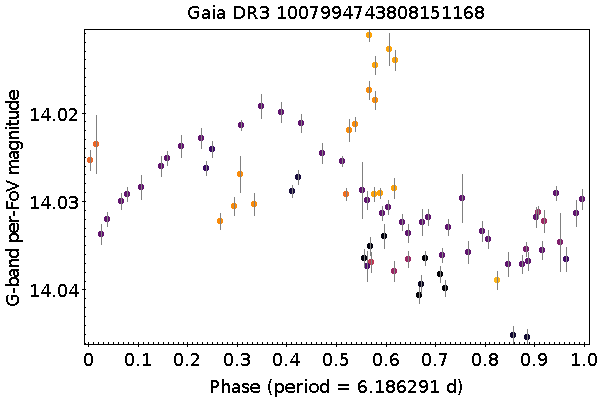 Gaia DR3 1007994743808151168
G-band per-FoV magnitude
14.02
14.03
14.04
0 0.1 0.2 0.3 0.4 0.5 0.6 0.7 0.8 0.9 1.0
Phase (period = 6.186291 d)